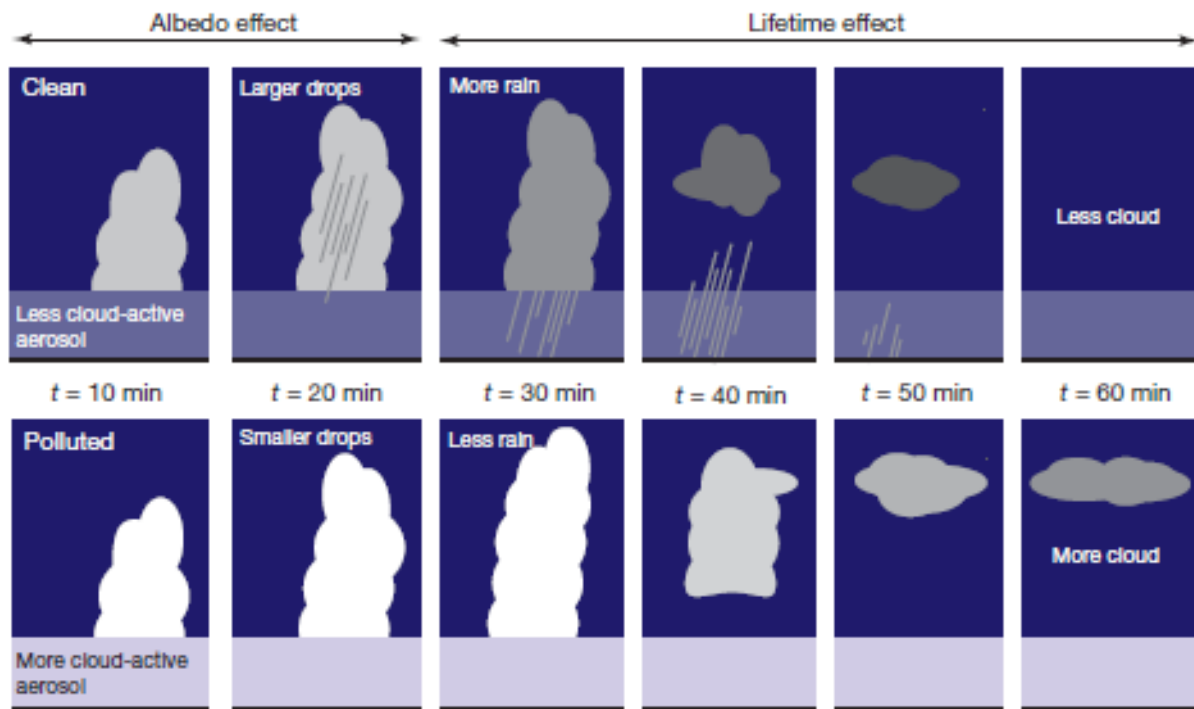 Albedo effect
Lifetime effect
Clean
Larger drops
More rain
Less cloud
Less cloud-active
aerosol
t = 10 min
t = 20 min
t = 30 min
t = 40 min
t = 50 min
t = 60 min
Polluted
Smaller drops
Less rain
More cloud
More cloud-active
aerosol